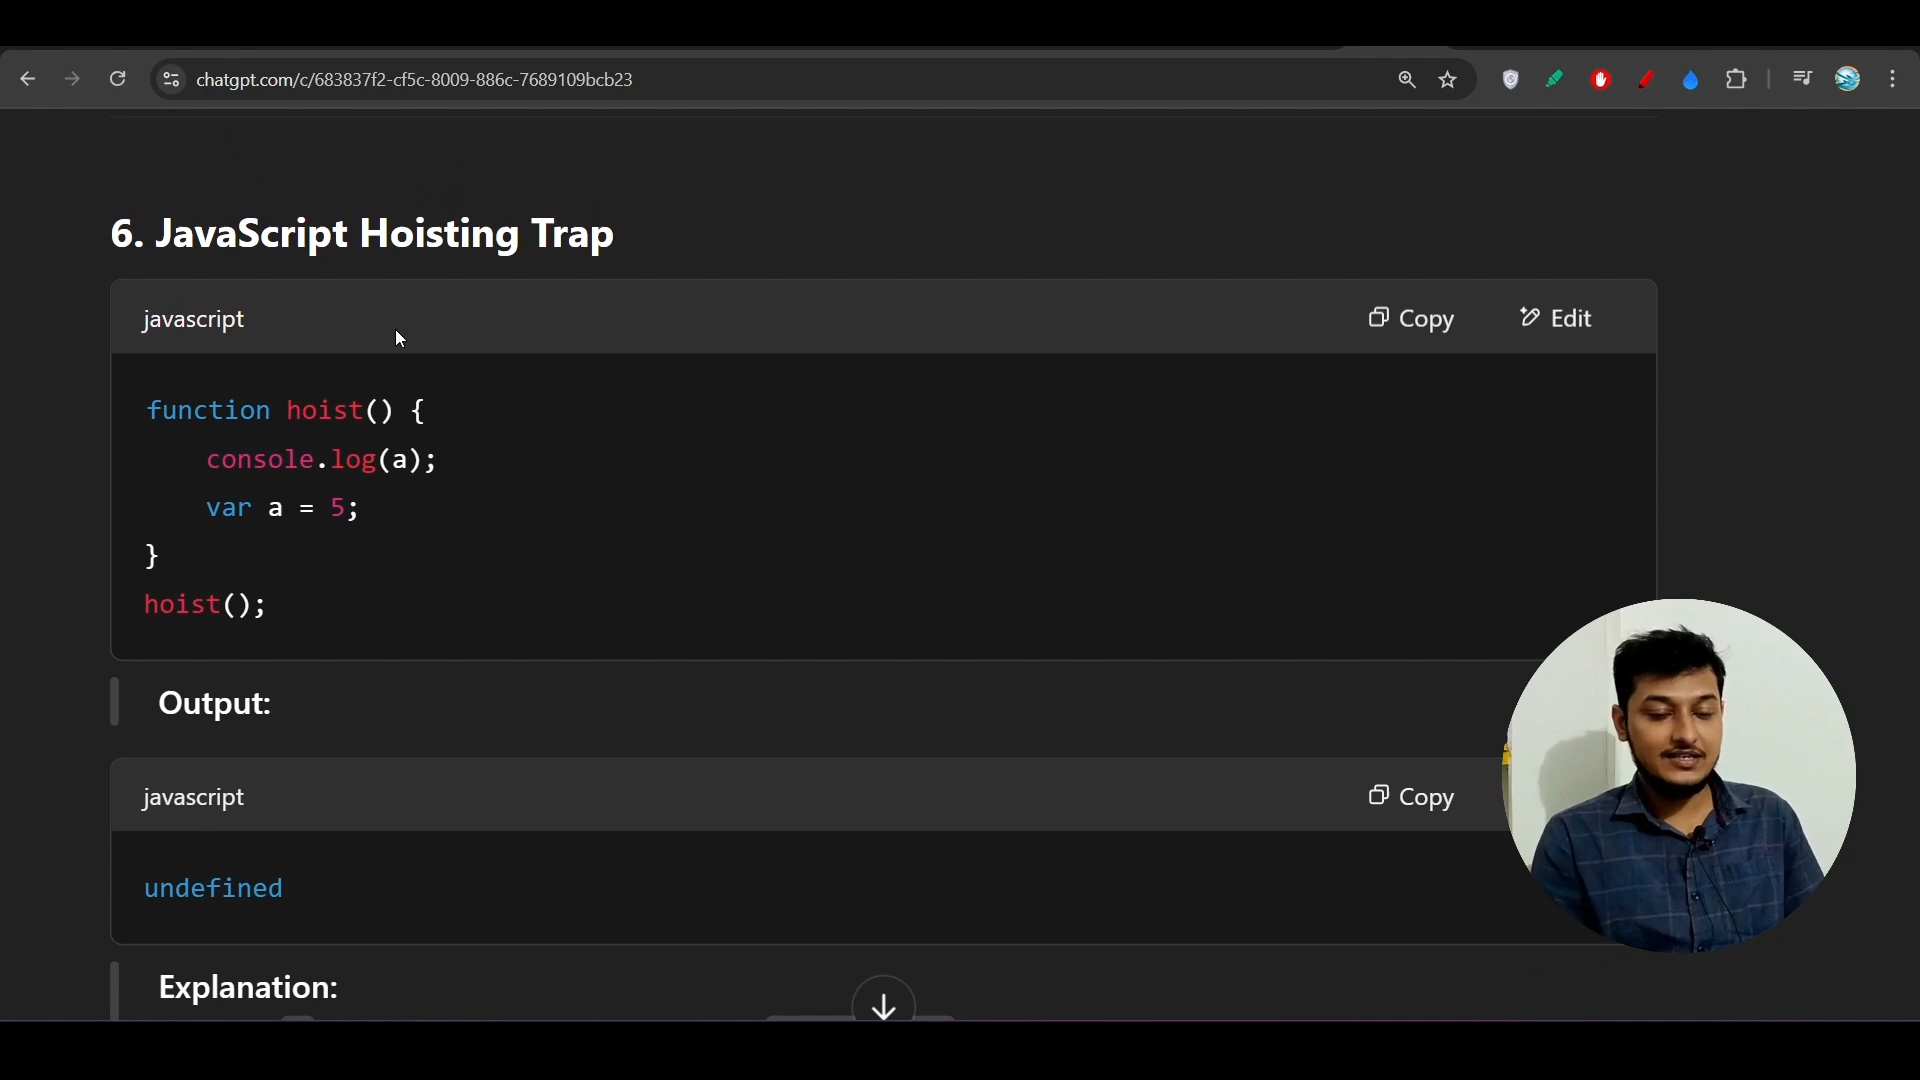 chatgpt.com/c/683837f2-cf5c-8009-886c-7689109bcb23
6. JavaScript Hoisting Trap
javascript
Copy
Edit
function hoist() {
    console.log(a);
    var a = 5;
}
hoist();
Output:
javascript
Copy
undefined
Explanation: